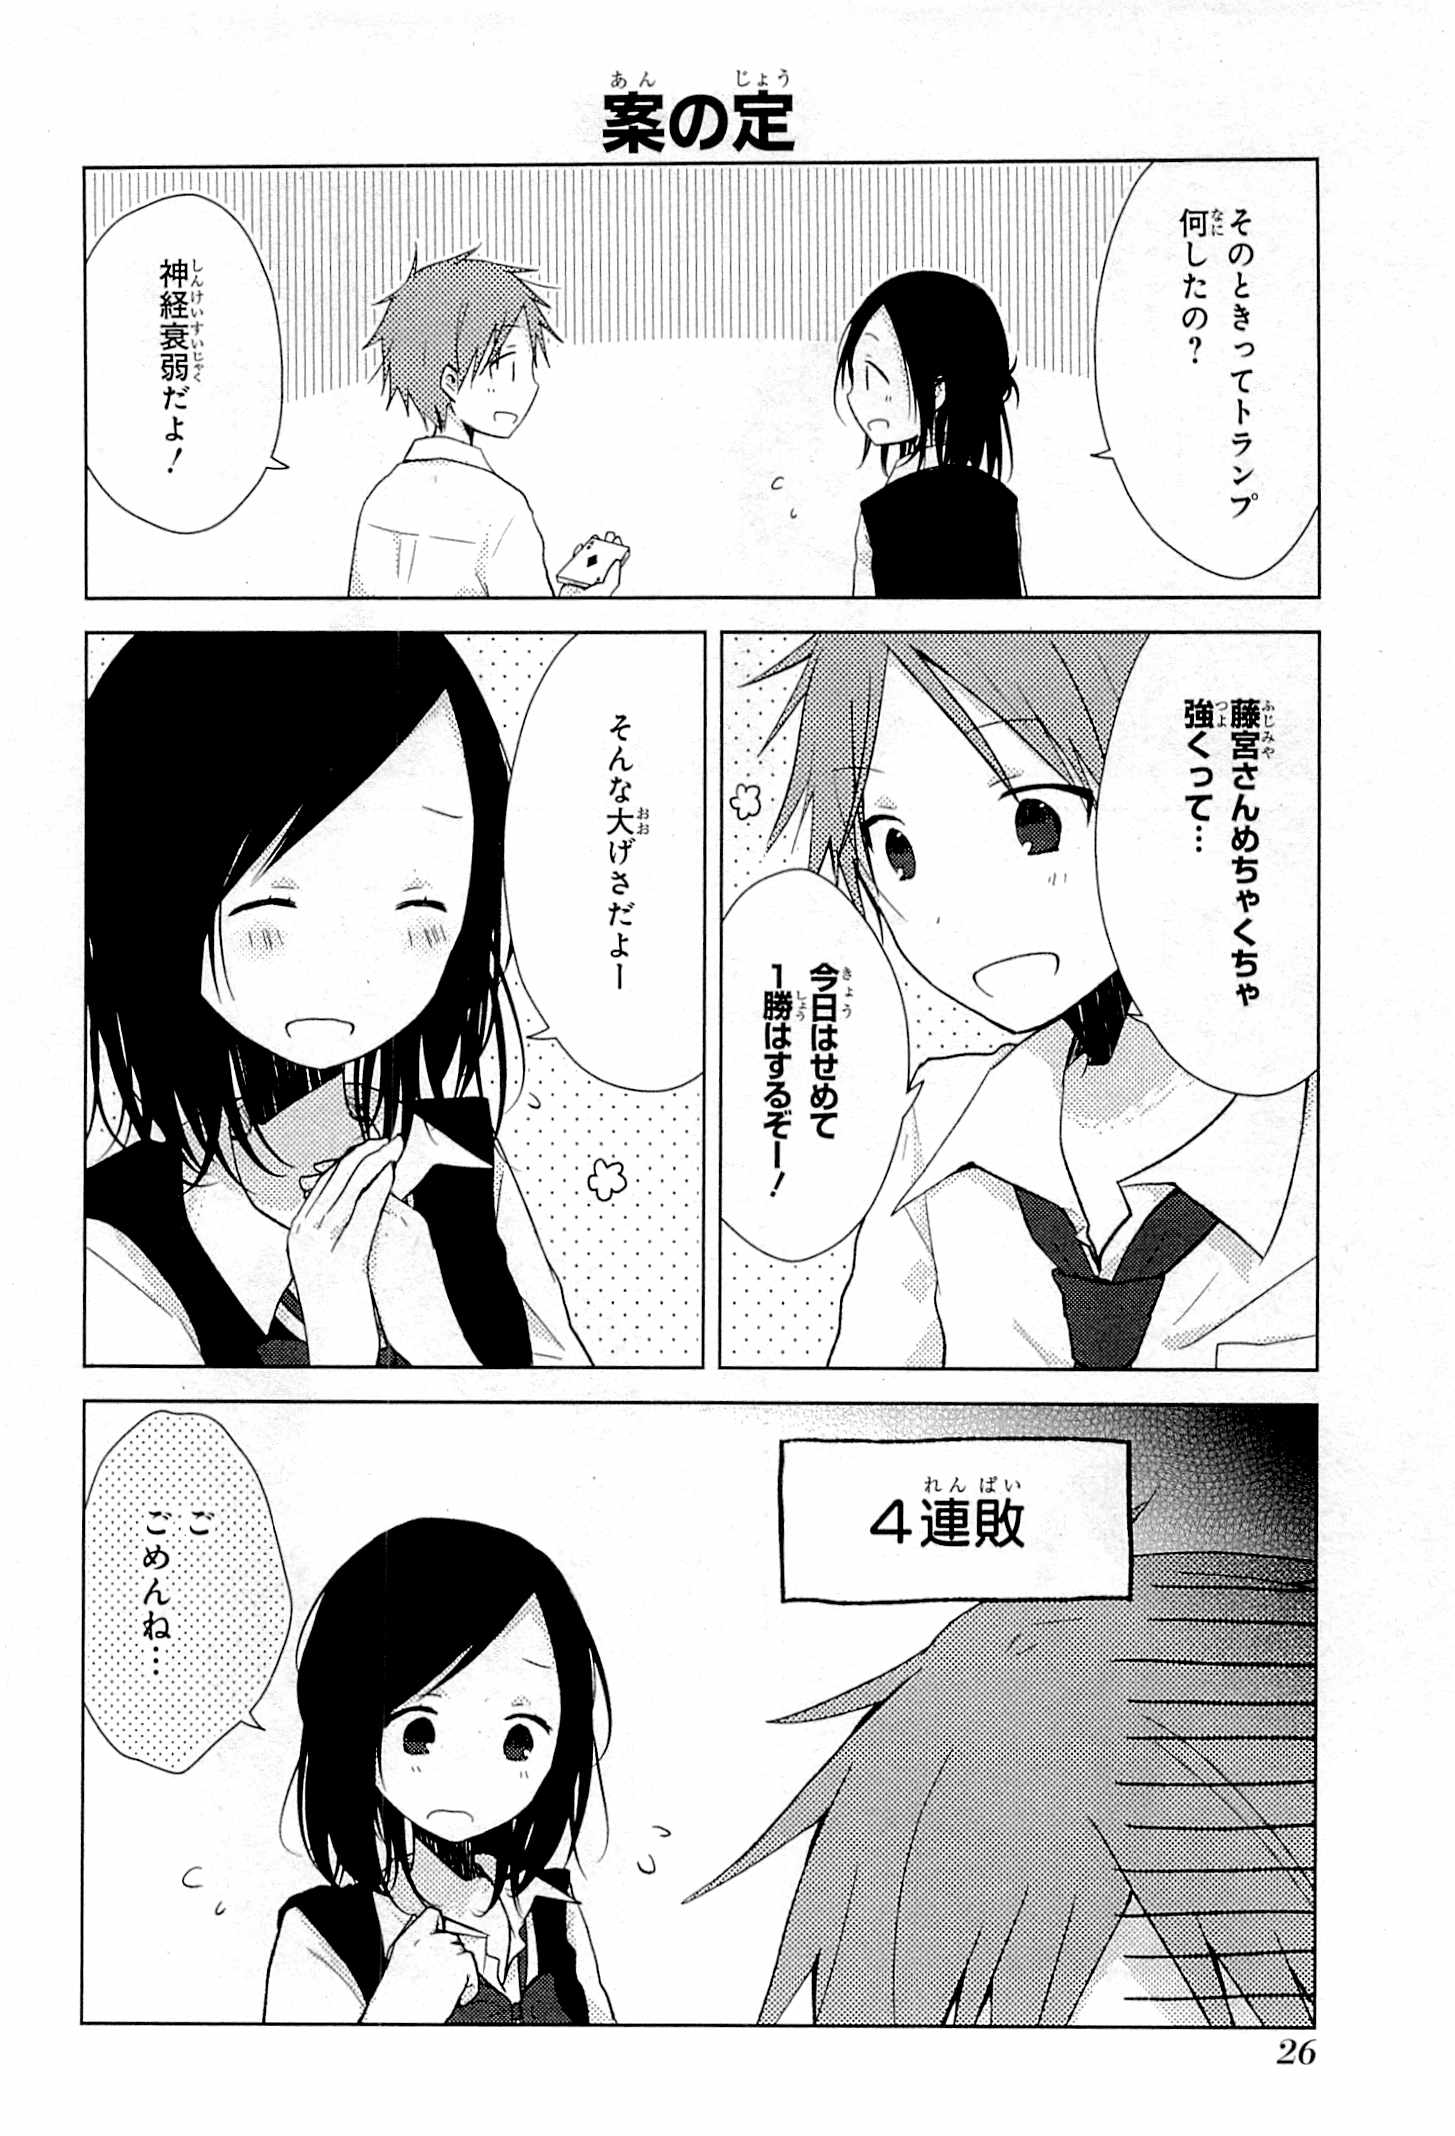 案の定
そのときってトランプ
何したの?
神経衰弱だよ!
藤宮さんめちゃくちゃ
強くって…
今日はせめて
1勝はするぞー!
そんな大げさだよー
4連敗
ご
ごめんね…
26